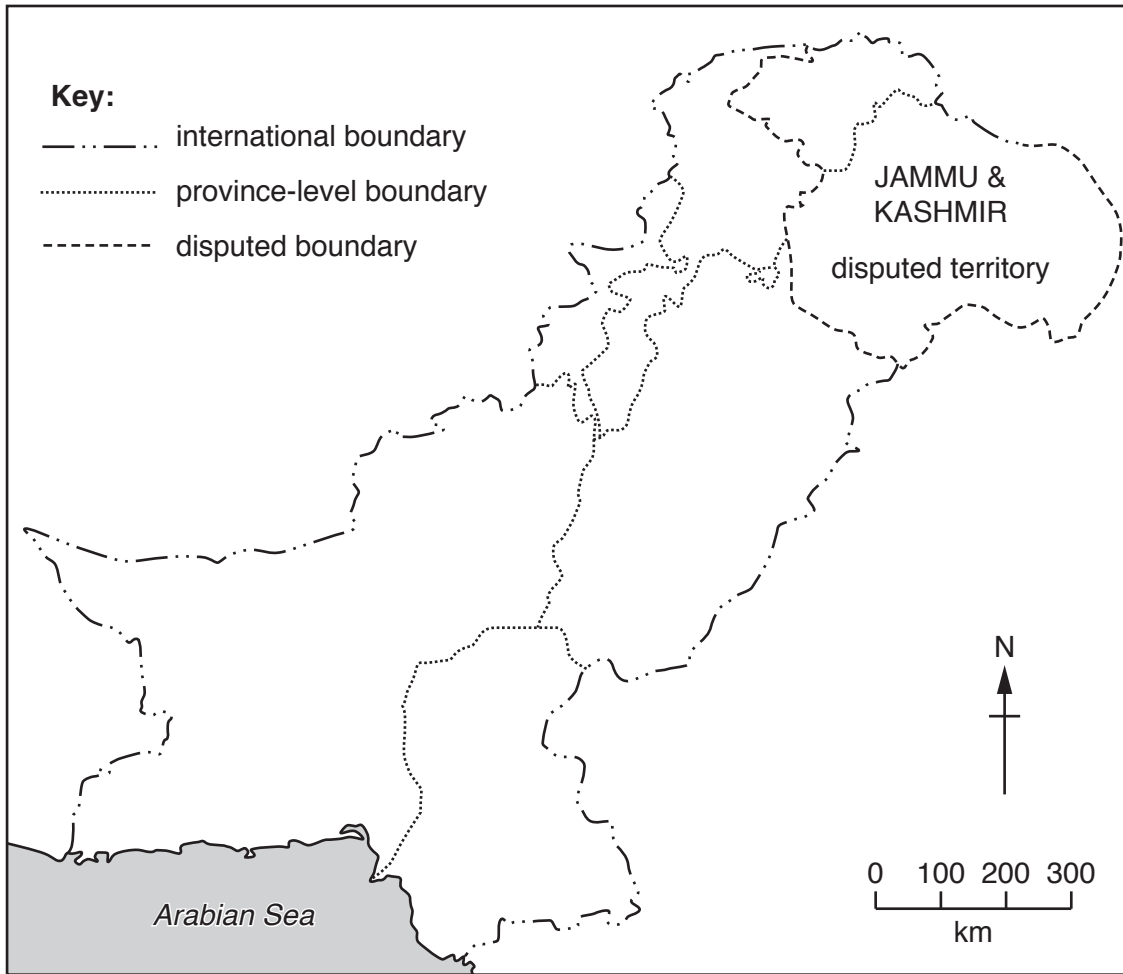 Key:
international boundary
province-level boundary
disputed boundary
JAMMU &
KASHMIR
disputed territory
N
0 100 200 300
km
Arabian Sea